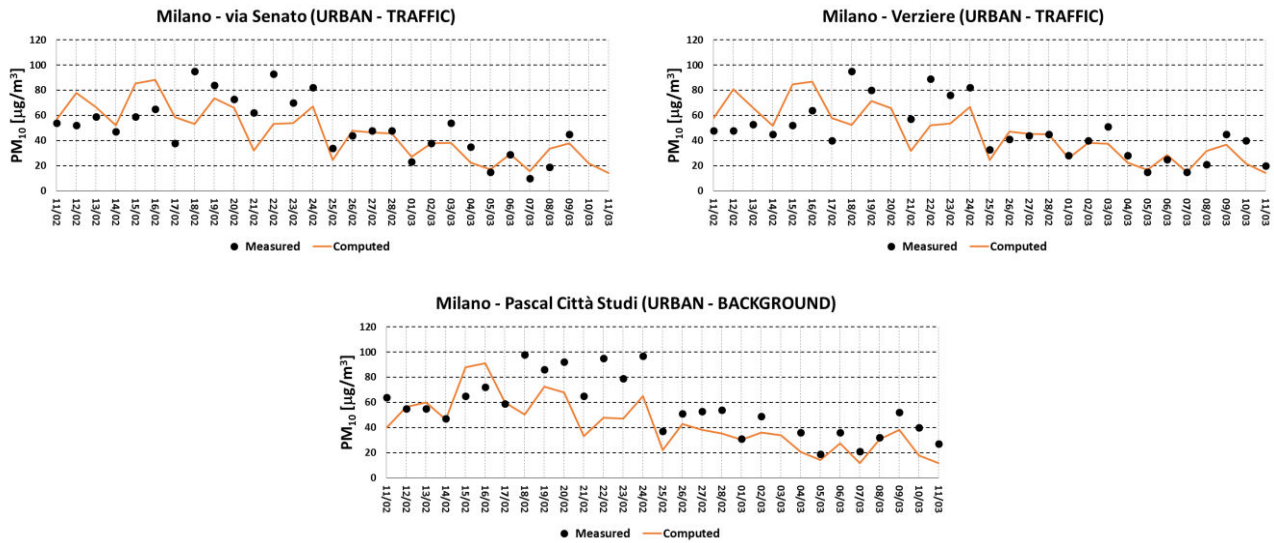 Milano - via Senato (URBAN - TRAFFIC)
PM₁₀ [µg/m³]
120
100
80
60
40
20
0
11/02 12/02 13/02 14/02 15/02 16/02 17/02 18/02 19/02 20/02 21/02 22/02 23/02 24/02 25/02 26/02 27/02 28/02 01/03 02/03 03/03 04/03 05/03 06/03 07/03 08/03 09/03 10/03 11/03
Measured Computed
Milano - Verziere (URBAN - TRAFFIC)
PM₁₀ [µg/m³]
120
100
80
60
40
20
0
11/02 12/02 13/02 14/02 15/02 16/02 17/02 18/02 19/02 20/02 21/02 22/02 23/02 24/02 25/02 26/02 27/02 28/02 01/03 02/03 03/03 04/03 05/03 06/03 07/03 08/03 09/03 10/03 11/03
Measured Computed
Milano - Pascal Città Studi (URBAN - BACKGROUND)
PM₁₀ [µg/m³]
120
100
80
60
40
20
0
11/02 12/02 13/02 14/02 15/02 16/02 17/02 18/02 19/02 20/02 21/02 22/02 23/02 24/02 25/02 26/02 27/02 28/02 01/03 02/03 03/03 04/03 05/03 06/03 07/03 08/03 09/03 10/03 11/03
Measured Computed